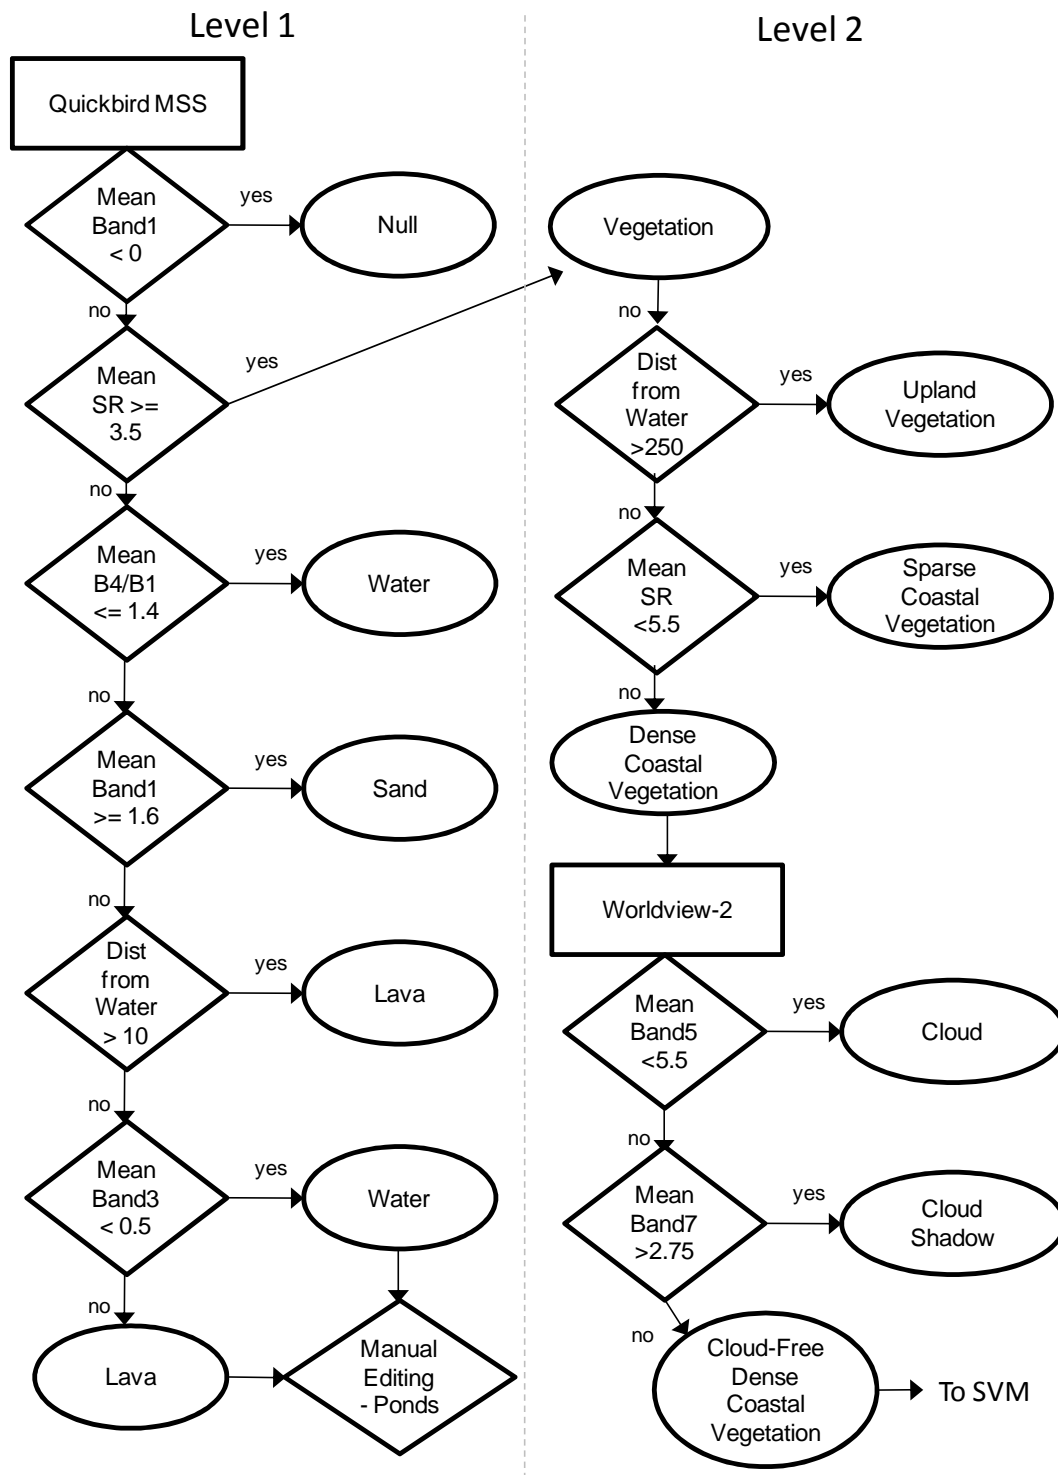 Level 1
Quickbird MSS
Mean
Band1
< 0
yes
Null
no
Mean
SR >=
3.5
yes
no
Mean
B4/B1
<= 1.4
yes
Water
no
Mean
Band1
>= 1.6
yes
Sand
no
Dist
from
Water
> 10
yes
Lava
no
Mean
Band3
< 0.5
yes
Water
no
Lava
Manual
Editing
- Ponds
Level 2
Vegetation
no
Dist
from
Water
>250
yes
Upland
Vegetation
no
Mean
SR
<5.5
yes
Sparse
Coastal
Vegetation
no
Dense
Coastal
Vegetation
Worldview-2
Mean
Band5
<5.5
yes
Cloud
no
Mean
Band7
>2.75
yes
Cloud
Shadow
no
Cloud-Free
Dense
Coastal
Vegetation
To SVM